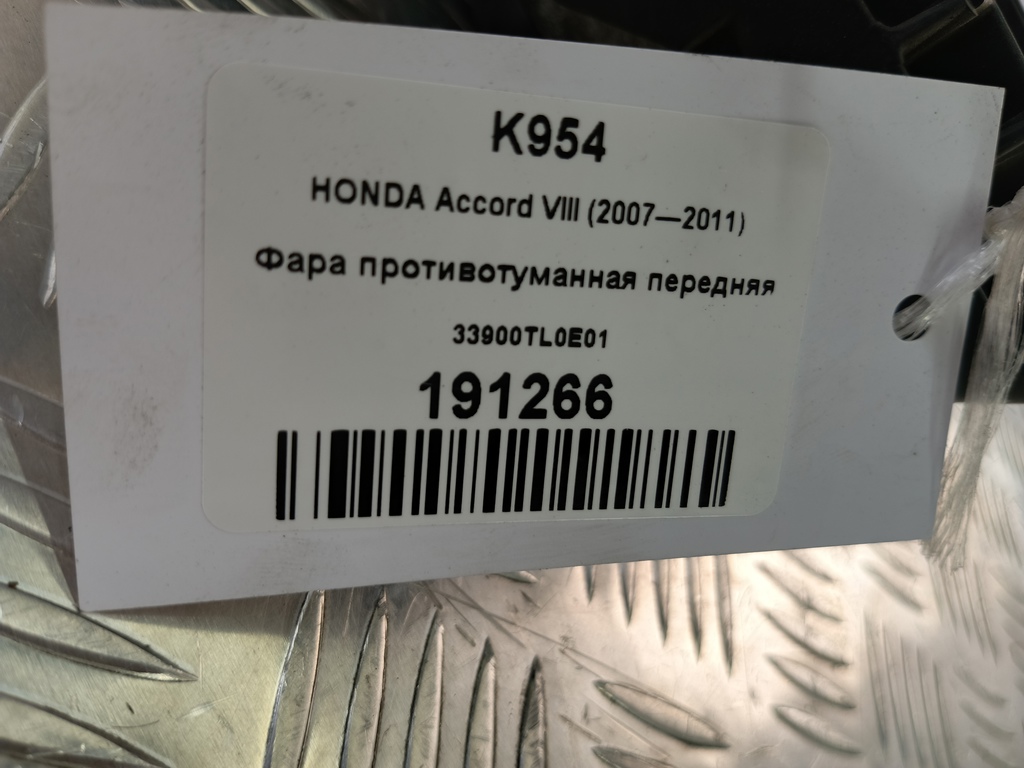 K954
HONDA Accord VIII (2007—2011)
Фара противотуманная передняя
33900TL0E01
191266